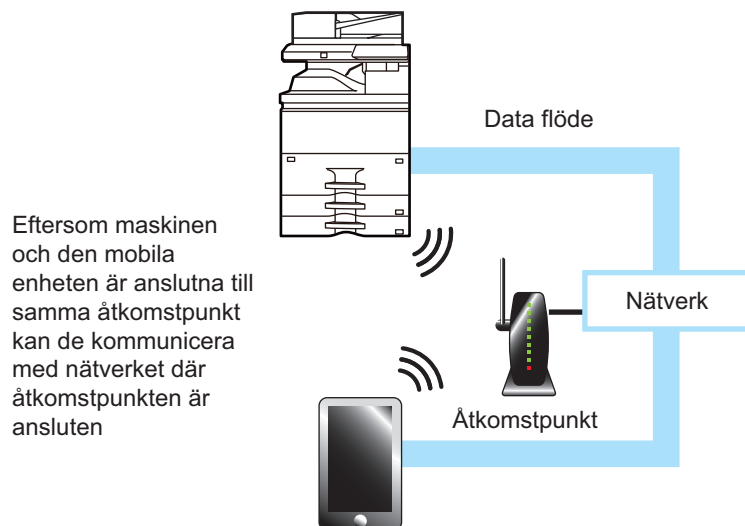 Data flöde
Eftersom maskinen
och den mobila
enheten är anslutna till
samma åtkomstpunkt
kan de kommunicera
med nätverket där
åtkomstpunkten är
ansluten
Nätverk
Åtkomstpunkt